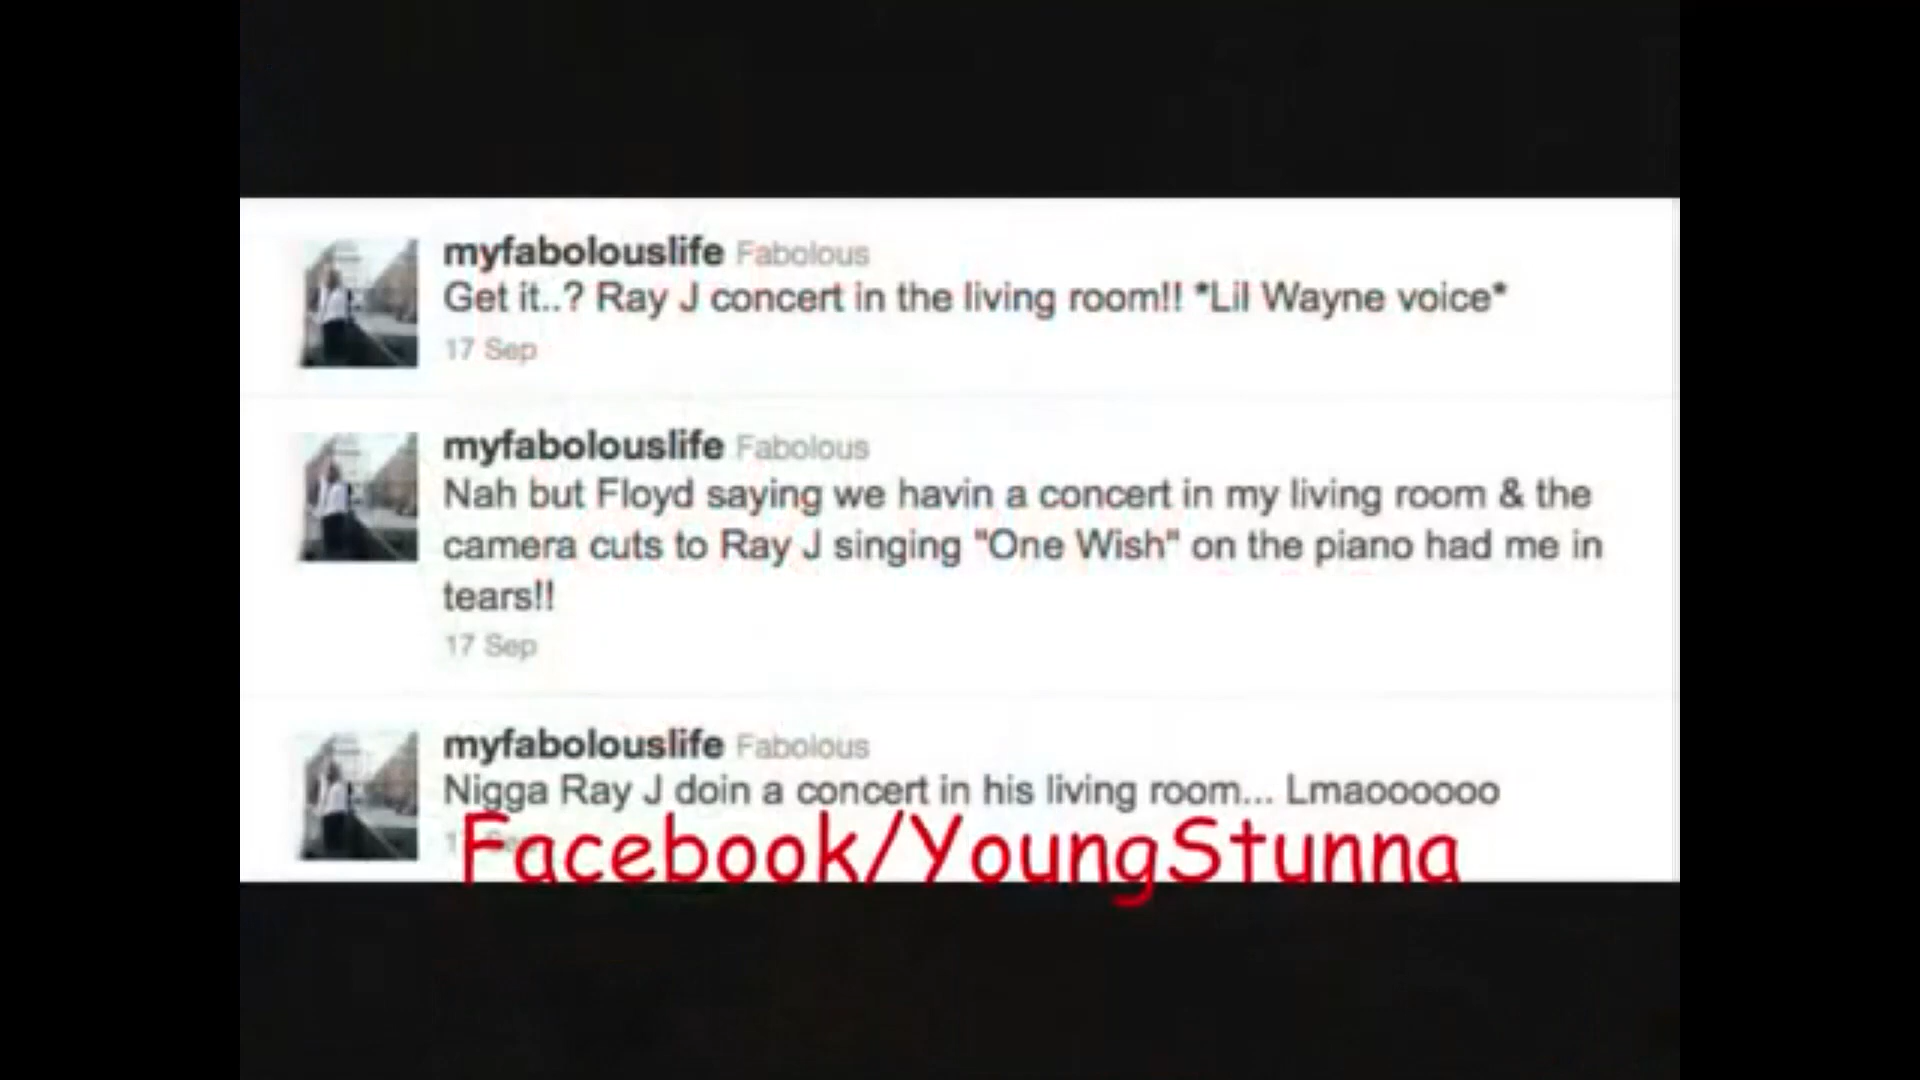 myfabolouslife Fabolous
Get it..? Ray J concert in the living room!! *Lil Wayne voice*
17 Sep
myfabolouslife Fabolous
Nah but Floyd saying we havin a concert in my living room & the
camera cuts to Ray J singing "One Wish" on the piano had me in
tears!!
17 Sep
myfabolouslife Fabolous
Nigga Ray J doin a concert in his living room... Lmaoooooo
Facebook/YoungStunna